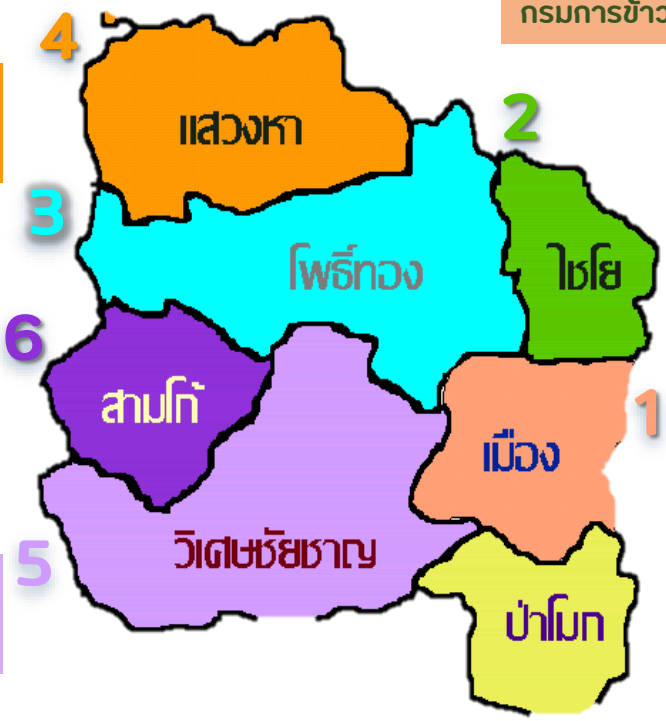 กรมการข้าว
4
แสวงหา
2
3
โพธิ์ทอง
ไชโย
6
สามโก้
1
เมือง
5
วิเศษชัยชาญ
ป่าโมก